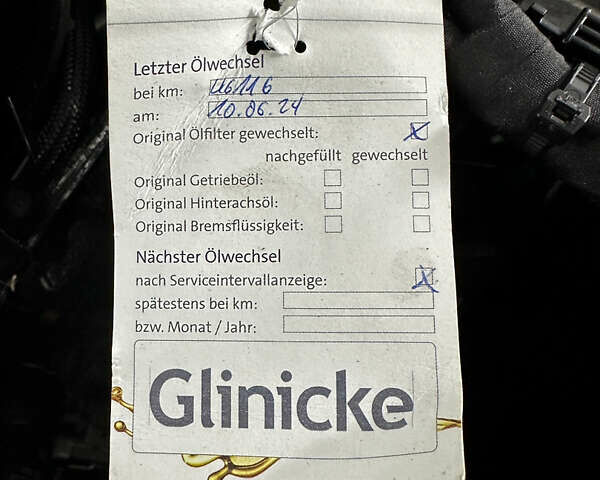 Letzter Ölwechsel
bei km: 46116
am: 10.06.24
Original Ölfilter gewechselt: X
nachgefüllt gewechselt
Original Getriebeöl:
Original Hinterachsöl:
Original Bremsflüssigkeit:
Nächster Ölwechsel
nach Serviceintervallanzeige: X
spätestens bei km:
bzw. Monat / Jahr:
Glinicke